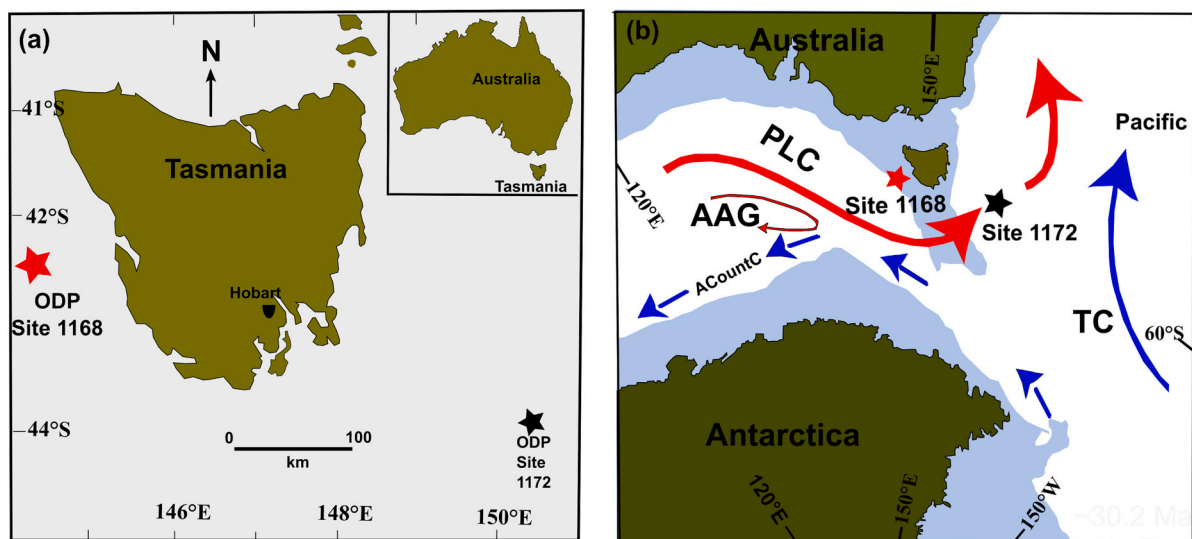 (a)
N
41°S
42°S
44°S
Tasmania
Hobart
ODP
Site 1168
0
100
km
ODP
Site
1172
146°E
148°E
150°E
Australia
Tasmania
(b)
Australia
150°E
Pacific
PLC
120°E
Site 1168
AAG
Site 1172
ACountC
TC
60°S
Antarctica
120°E
150°E
150°W
~30.2 Ma